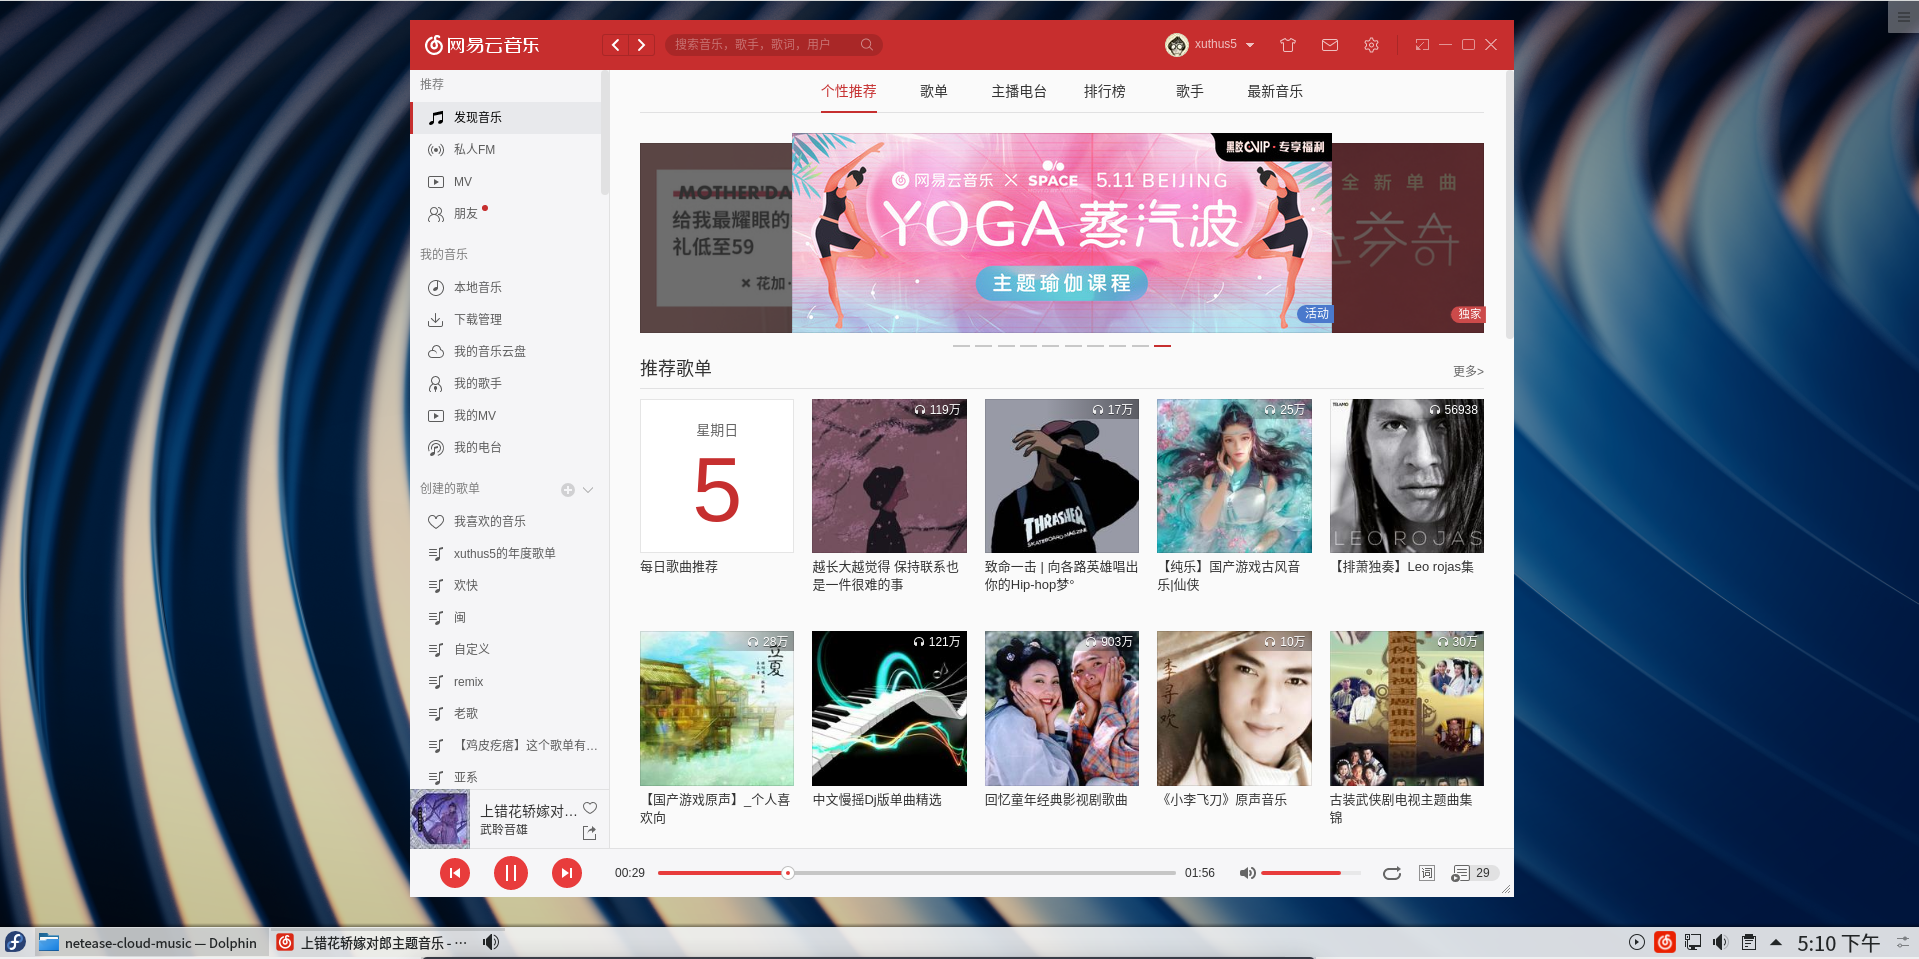 网易云音乐
搜索音乐，歌手，歌词，用户
xuthus5
推荐
发现音乐
私人FM
MV
朋友
我的音乐
本地音乐
下载管理
我的音乐云盘
我的歌手
我的MV
我的电台
创建的歌单
我喜欢的音乐
xuthus5的年度歌单
欢快
闽
自定义
remix
老歌
【鸡皮疙瘩】这个歌单有...
亚系
上错花轿嫁对...
武聆音雄
个性推荐
歌单
主播电台
排行榜
歌手
最新音乐
MOTHER'DA
给我最耀眼的
礼低至59
× 花加·
黑胶VIP·专享福利
网易云音乐 × SPACE 5.11 BEIJING
YOGA 蒸汽波
主题瑜伽课程
活动
全新单曲
芬奇
独家
推荐歌单
更多>
星期日
5
每日歌曲推荐
119万
越长大越觉得 保持联系也
是一件很难的事
17万
THRASHER
SKATEBOARD MAGAZINE
致命一击 | 向各路英雄唱出
你的Hip-hop梦°
25万
【纯乐】国产游戏古风音
乐|仙侠
56938
LEO ROJAS
【排萧独奏】Leo rojas集
28万
立夏
【国产游戏原声】_个人喜
欢向
121万
中文慢摇Dj版单曲精选
903万
回忆童年经典影视剧歌曲
10万
李寻欢
《小李飞刀》原声音乐
30万
武侠剧电视主题曲集锦
古装武侠剧电视主题曲集
锦
00:29
01:56
词
29
netease-cloud-music — Dolphin
上错花轿嫁对郎主题音乐 - ···
5:10 下午